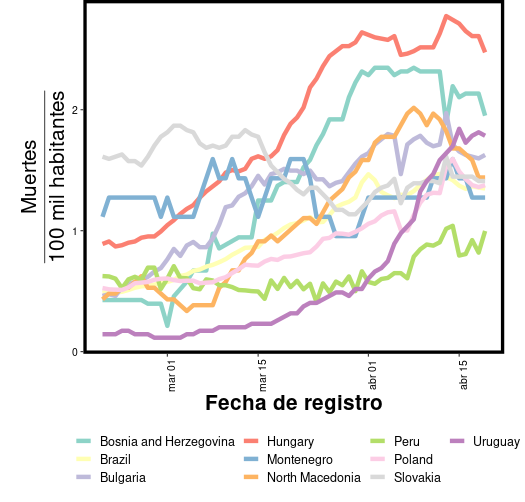 Muertes
100 mil habitantes
2
1
0
mar 01
mar 15
abr 01
abr 15
Fecha de registro
Bosnia and Herzegovina
Hungary
Peru
Uruguay
Brazil
Montenegro
Poland
Bulgaria
North Macedonia
Slovakia